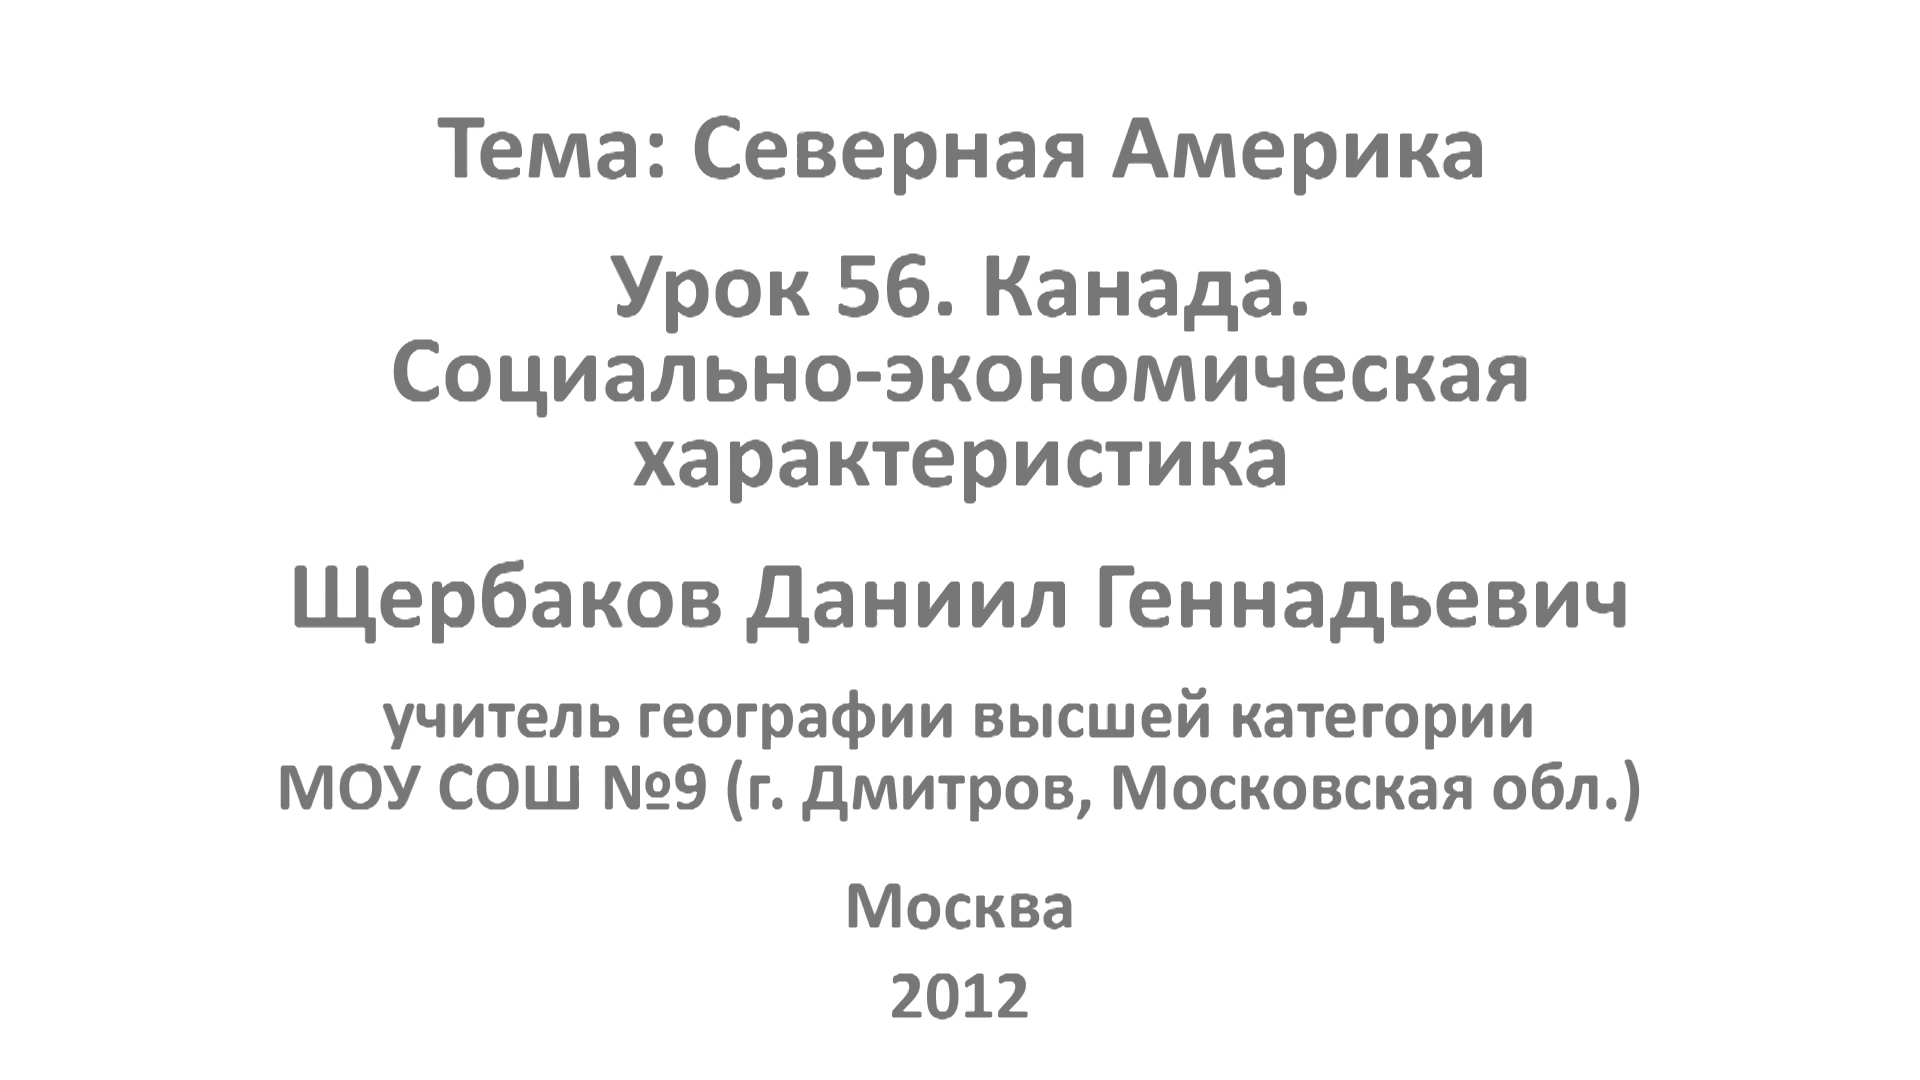 Тема: Северная Америка
Урок 56. Канада.
Социально-экономическая
характеристика
Щербаков Даниил Геннадьевич
учитель географии высшей категории
МОУ СОШ №9 (г. Дмитров, Московская обл.)
Москва
2012